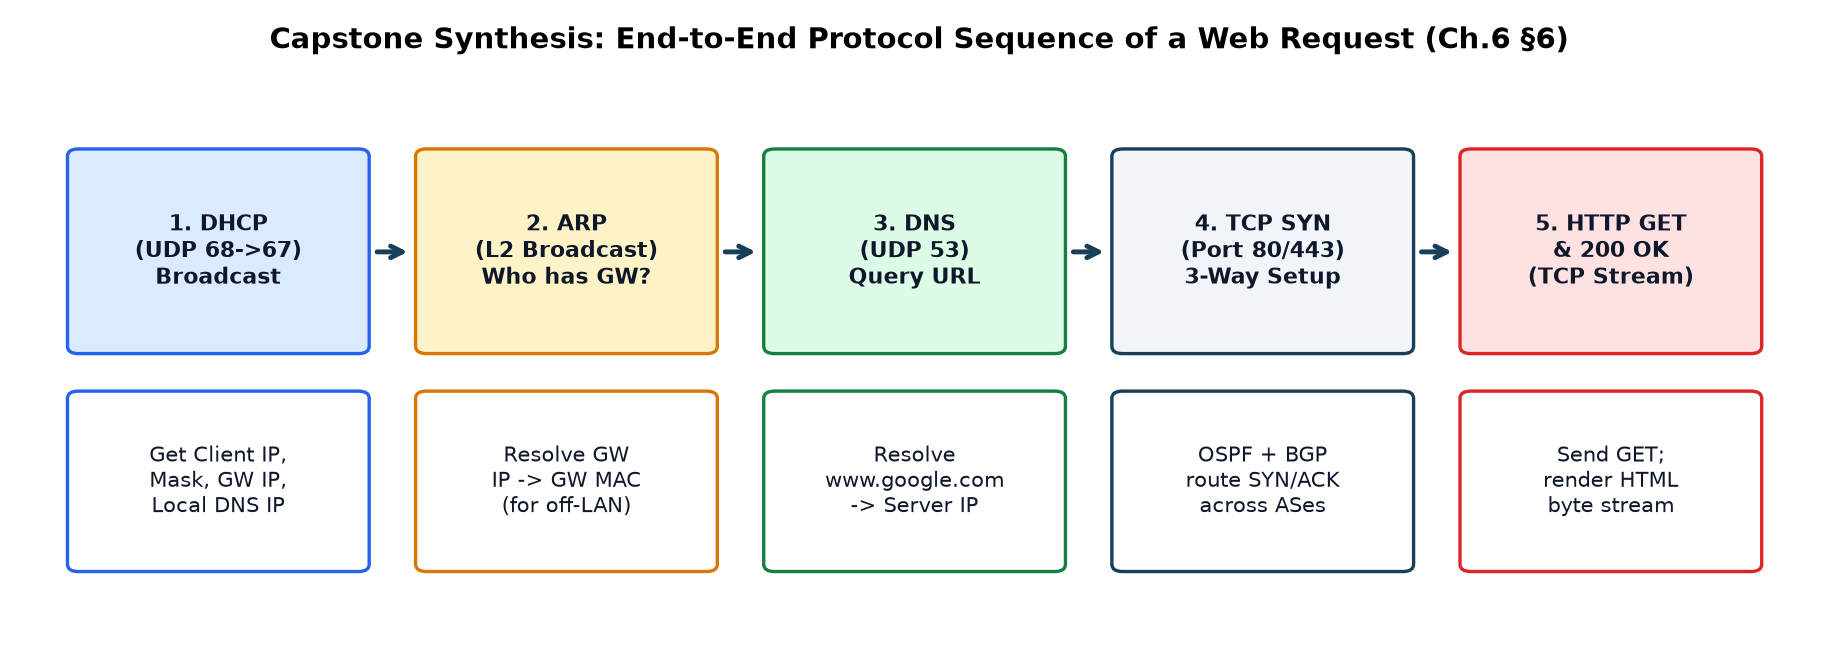 Capstone Synthesis: End-to-End Protocol Sequence of a Web Request (Ch.6 §6)
1. DHCP
(UDP 68->67)
Broadcast
2. ARP
(L2 Broadcast)
Who has GW?
3. DNS
(UDP 53)
Query URL
4. TCP SYN
(Port 80/443)
3-Way Setup
5. HTTP GET
& 200 OK
(TCP Stream)
Get Client IP,
Mask, GW IP,
Local DNS IP
Resolve GW
IP -> GW MAC
(for off-LAN)
Resolve
www.google.com
-> Server IP
OSPF + BGP
route SYN/ACK
across ASes
Send GET;
render HTML
byte stream